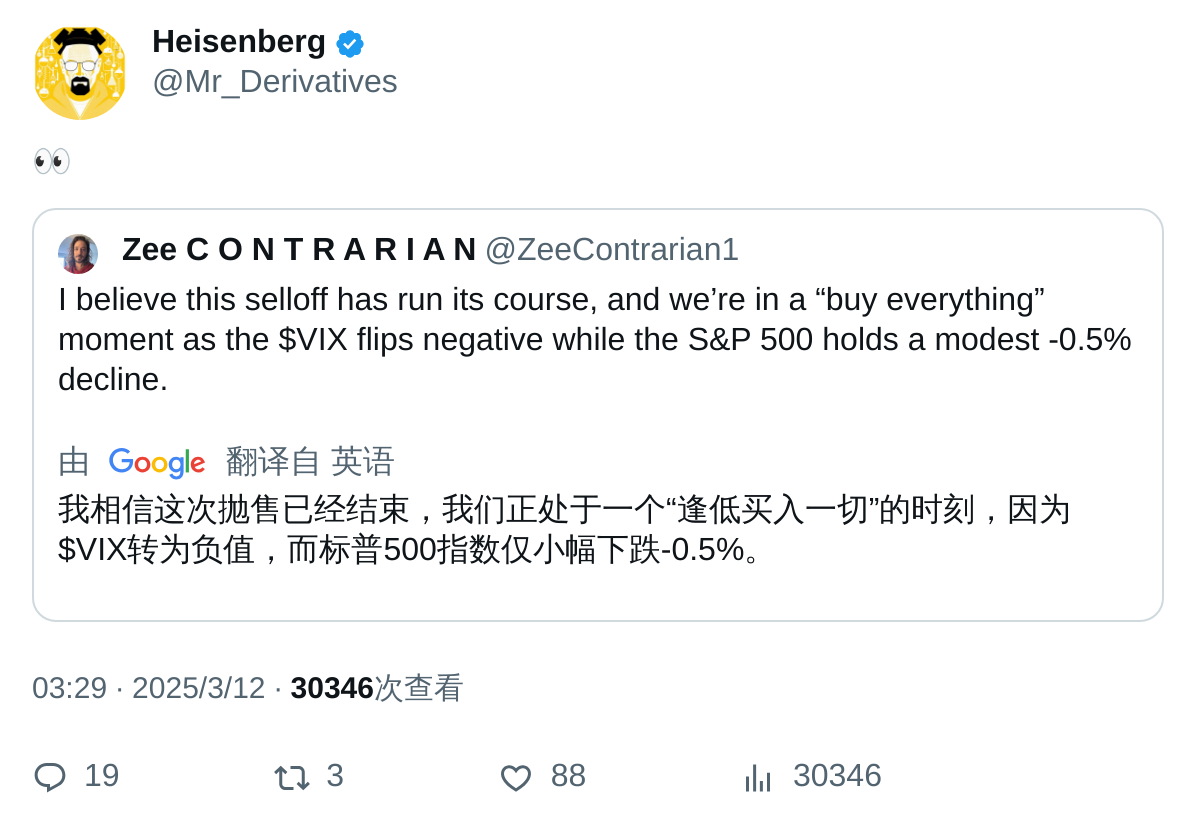 Heisenberg
@Mr_Derivatives
👀
Zee C O N T R A R I A N @ZeeContrarian1
I believe this selloff has run its course, and we’re in a “buy everything”
moment as the $VIX flips negative while the S&P 500 holds a modest -0.5%
decline.
由 Google 翻译自 英语
我相信这次抛售已经结束，我们正处于一个“逢低买入一切”的时刻，因为
$VIX转为负值，而标普500指数仅小幅下跌-0.5%。
03:29 · 2025/3/12 · 30346次查看
19 3 88 30346